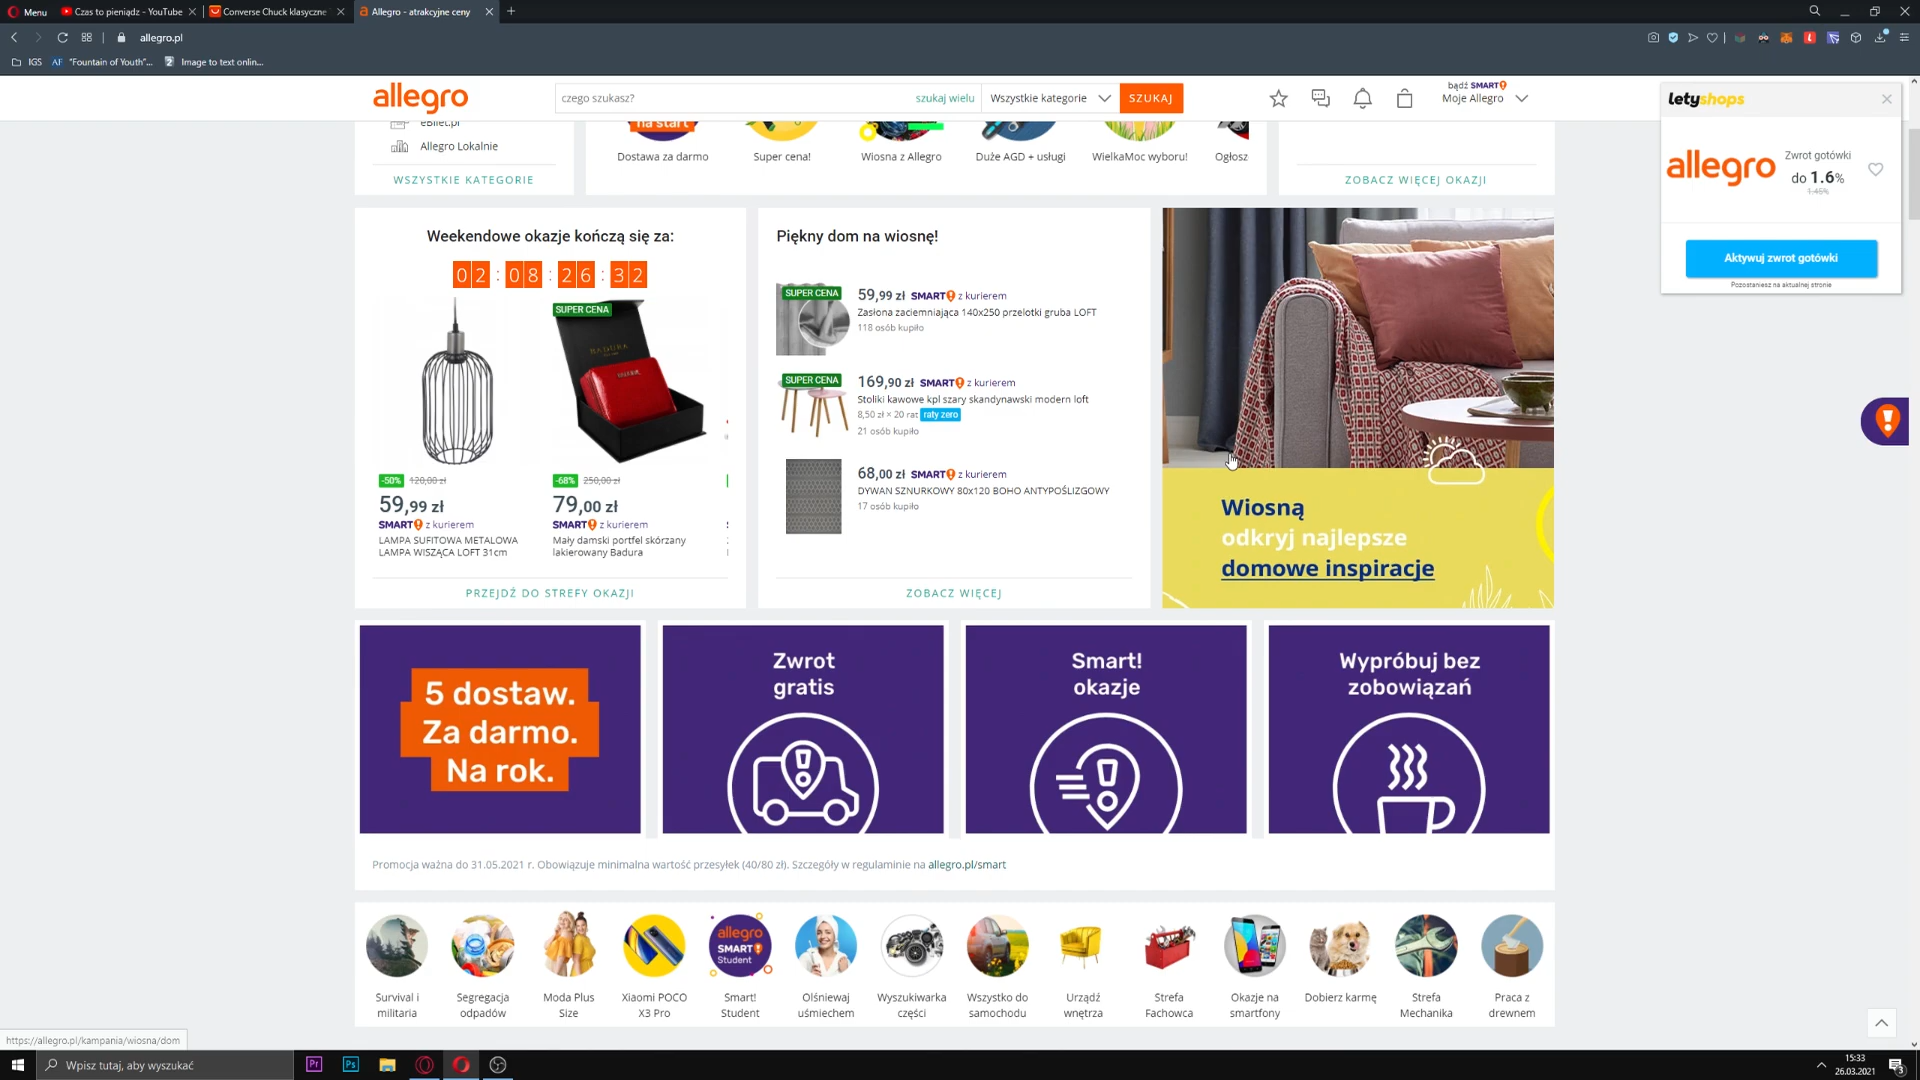 Menu
Czas to pieniądz - YouTube
Converse Chuck klasyczne
Allegro - atrakcyjne ceny
allegro.pl
IGS
"Fountain of Youth"...
Image to text onlin...
allegro
czego szukasz?
szukaj wielu
Wszystkie kategorie
SZUKAJ
bądź SMART!
Moje Allegro
letyshops
allegro
Zwrot gotówki
do 1.6%
Aktywuj zwrot gotówki
Pozostaniesz na aktualnej stronie
eBilet.pl
Allegro Lokalnie
WSZYSTKIE KATEGORIE
na start
Dostawa za darmo
Super cena!
Wiosna z Allegro
Duże AGD + usługi
WielkaMoc wyboru!
Ogłosz
ZOBACZ WIĘCEJ OKAZJI
Weekendowe okazje kończą się za:
02 : 08 : 26 : 32
SUPER CENA
-50% 120,00 zł
59,99 zł
SMART! z kurierem
LAMPA SUFITOWA METALOWA
LAMPA WISZĄCA LOFT 31cm
-68% 250,00 zł
79,00 zł
SMART! z kurierem
Mały damski portfel skórzany
lakierowany Badura
PRZEJDŹ DO STREFY OKAZJI
Piękny dom na wiosnę!
SUPER CENA
59,99 zł SMART! z kurierem
Zasłona zaciemniająca 140x250 przelotki gruba LOFT
118 osób kupiło
SUPER CENA
169,90 zł SMART! z kurierem
Stoliki kawowe kpl szary skandynawski modern loft
8,50 zł × 20 rat raty zero
21 osób kupiło
68,00 zł SMART! z kurierem
DYWAN SZNURKOWY 80x120 BOHO ANTYPOŚLIZGOWY
17 osób kupiło
ZOBACZ WIĘCEJ
Wiosną
odkryj najlepsze
domowe inspiracje
5 dostaw.
Za darmo.
Na rok.
Zwrot
gratis
Smart!
okazje
Wypróbuj bez
zobowiązań
Promocja ważna do 31.05.2021 r. Obowiązuje minimalna wartość przesyłek (40/80 zł). Szczegóły w regulaminie na allegro.pl/smart
allegro
SMART!
Student
Survival i
militaria
Segregacja
odpadów
Moda Plus
Size
Xiaomi POCO
X3 Pro
Smart!
Student
Olśniewaj
uśmiechem
Wyszukiwarka
części
Wszystko do
samochodu
Urządź
wnętrza
Strefa
Fachowca
Okazje na
smartfony
Dobierz karmę
Strefa
Mechanika
Praca z
drewnem
https://allegro.pl/kampania/wiosna/dom
Wpisz tutaj, aby wyszukać
Pr
Ps
15:33
26.03.2021